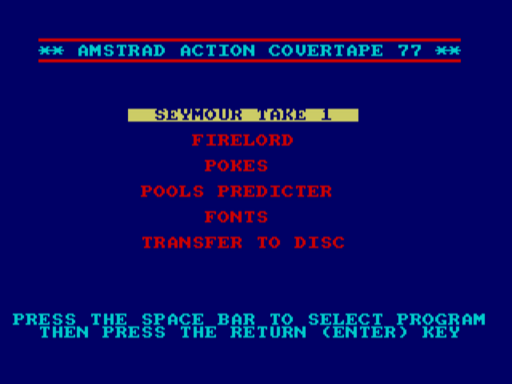 ** AMSTRAD ACTION COVERTAPE 77 **
SEYMOUR TAKE 1
FIRELORD
POKES
POOLS PREDICTER
FONTS
TRANSFER TO DISC
PRESS THE SPACE BAR TO SELECT PROGRAM
THEN PRESS THE RETURN (ENTER) KEY